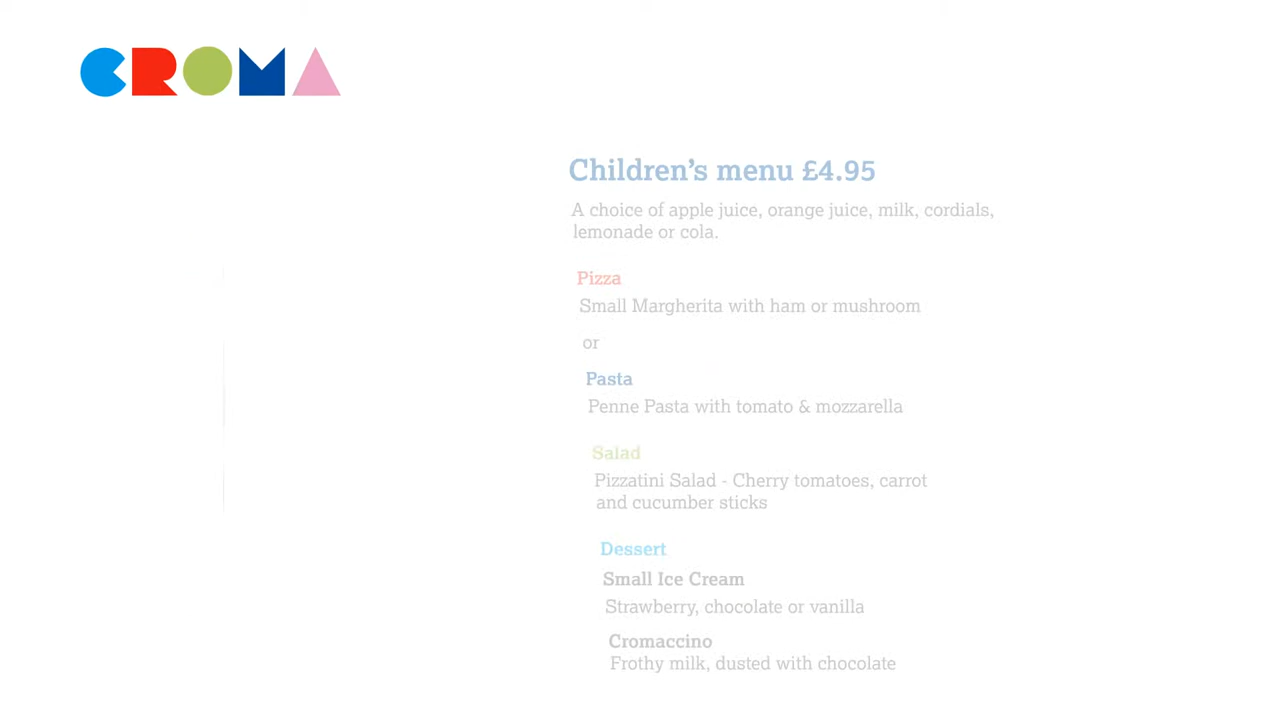 CROMA
Children's menu £4.95
A choice of apple juice, orange juice, milk, cordials,
lemonade or cola.
Pizza
Small Margherita with ham or mushroom
or
Pasta
Penne Pasta with tomato & mozzarella
Salad
Pizzatini Salad - Cherry tomatoes, carrot
and cucumber sticks
Dessert
Small Ice Cream
Strawberry, chocolate or vanilla
Cromaccino
Frothy milk, dusted with chocolate